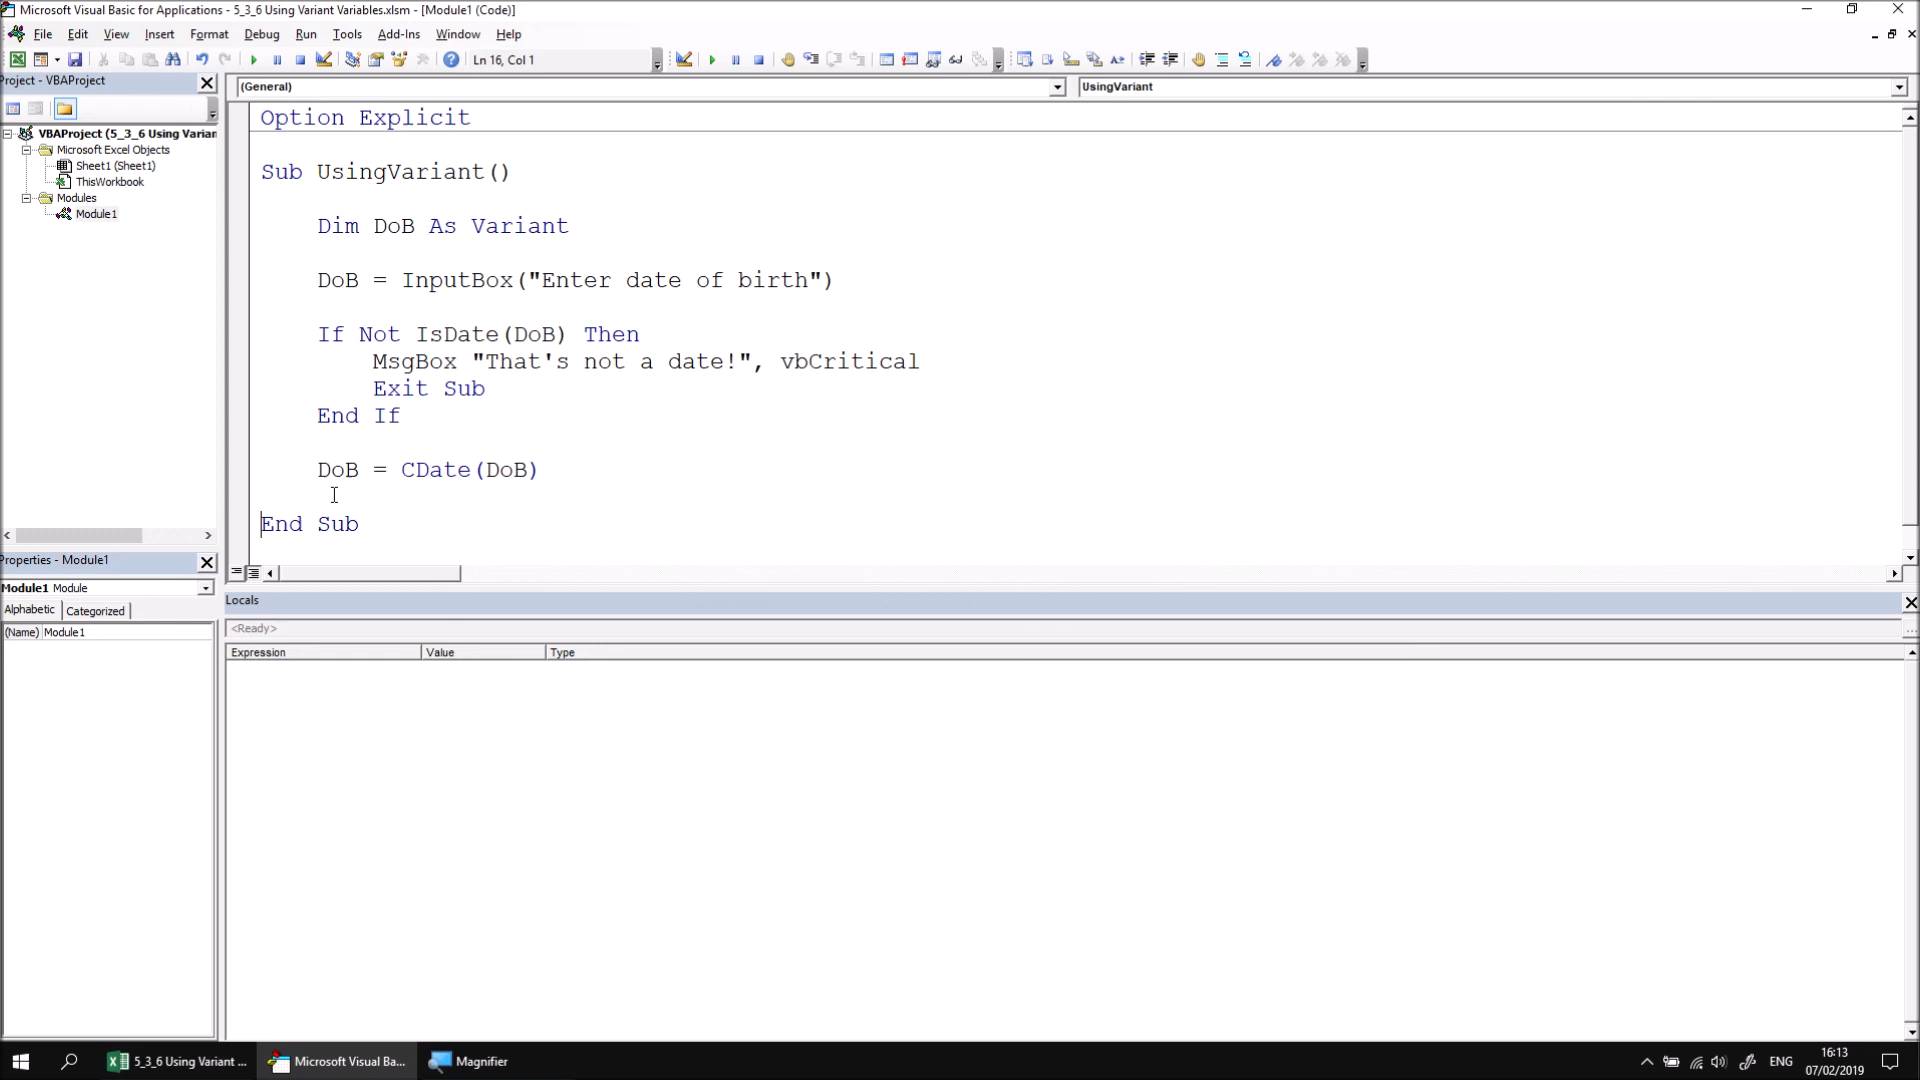 Microsoft Visual Basic for Applications - 5_3_6 Using Variant Variables.xlsm - [Module1 (Code)]
File Edit View Insert Format Debug Run Tools Add-Ins Window Help
Ln 16, Col 1
Project - VBAProject
(General)
UsingVariant
VBAProject (5_3_6 Using Varian
Microsoft Excel Objects
Sheet1 (Sheet1)
ThisWorkbook
Modules
Module1
Option Explicit
Sub UsingVariant()
Dim DoB As Variant
DoB = InputBox("Enter date of birth")
If Not IsDate(DoB) Then
MsgBox "That's not a date!", vbCritical
Exit Sub
End If
DoB = CDate(DoB)
End Sub
Properties - Module1
Module1 Module
Alphabetic Categorized
(Name) Module1
Locals
<Ready>
Expression Value Type
5_3_6 Using Variant ...
Microsoft Visual Ba...
Magnifier
ENG
16:13
07/02/2019